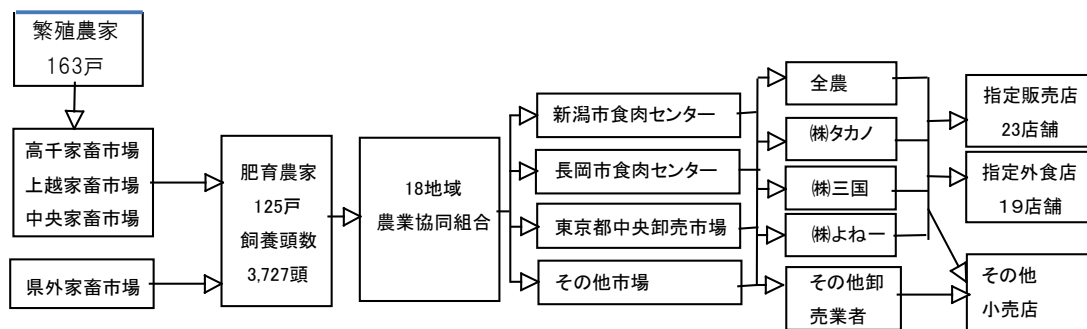 繁殖農家
163戸
高千家畜市場
上越家畜市場
中央家畜市場
県外家畜市場
肥育農家
125戸
飼養頭数
3,727頭
18地域
農業協同組合
新潟市食肉センター
長岡市食肉センター
東京都中央卸売市場
その他市場
全農
㈱タカノ
㈱三国
㈱よねー
その他卸
売業者
指定販売店
23店舗
指定外食店
19店舗
その他
小売店